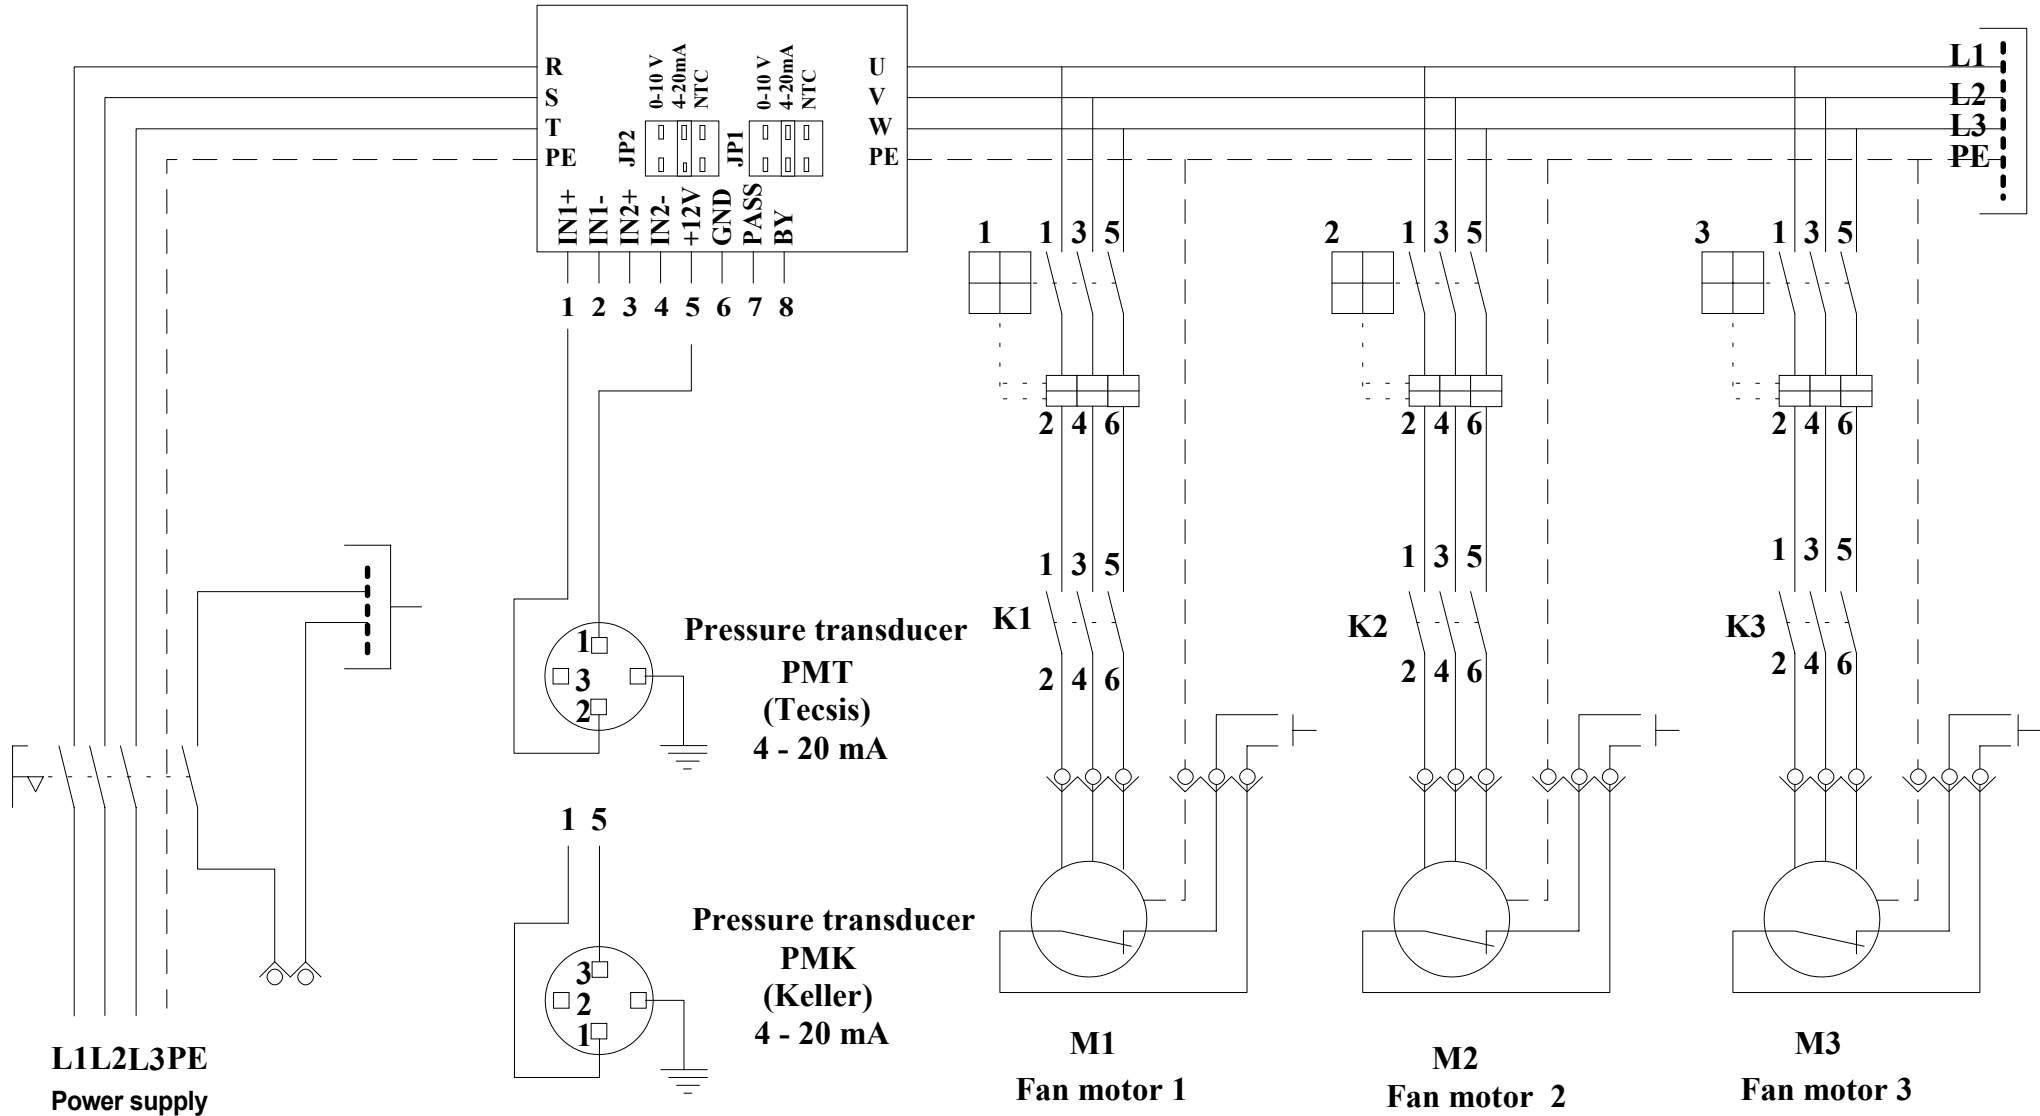 R
S
T
PE
0-10 V
4-20mA
NTC
JP2
0-10 V
4-20mA
NTC
JP1
U
V
W
PE
IN1+
IN1-
IN2+
IN2-
+12V
GND
PASS
BY
1 2 3 4 5 6 7 8
L1
L2
L3
PE
1 1 3 5
2 4 6
1 3 5
K1
2 4 6
2 1 3 5
2 4 6
1 3 5
K2
2 4 6
3 1 3 5
2 4 6
1 3 5
K3
2 4 6
1
3
2
Pressure transducer
PMT
(Tecsis)
4 - 20 mA
1 5
3
2
1
Pressure transducer
PMK
(Keller)
4 - 20 mA
L1L2L3PE
Power supply
M1
Fan motor 1
M2
Fan motor 2
M3
Fan motor 3